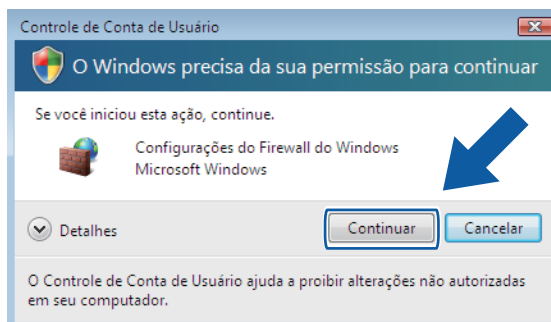 Controle de Conta de Usuário
O Windows precisa da sua permissão para continuar
Se você iniciou esta ação, continue.
Configurações do Firewall do Windows
Microsoft Windows
Detalhes
Continuar
Cancelar
O Controle de Conta de Usuário ajuda a proibir alterações não autorizadas
em seu computador.